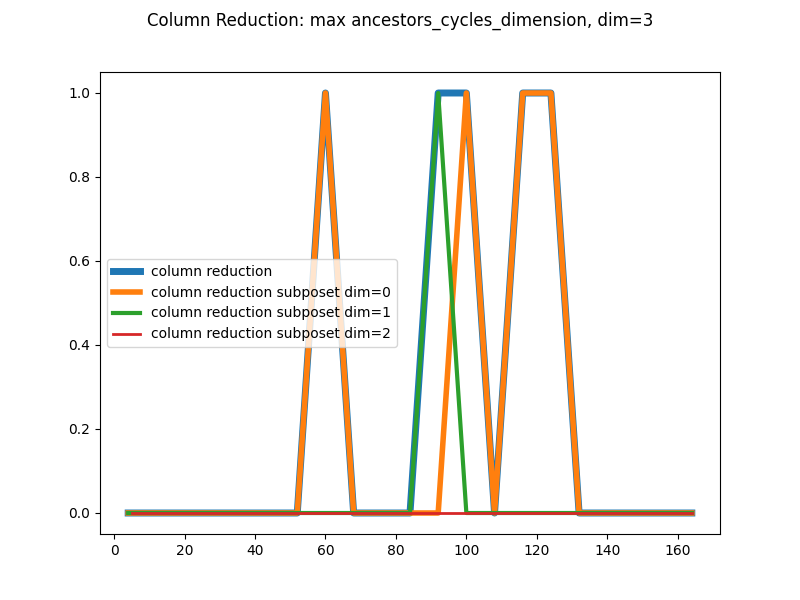 Column Reduction: max ancestors_cycles_dimension, dim=3
1.0
0.8
0.6
0.4
0.2
0.0
column reduction
column reduction subposet dim=0
column reduction subposet dim=1
column reduction subposet dim=2
0 20 40 60 80 100 120 140 160